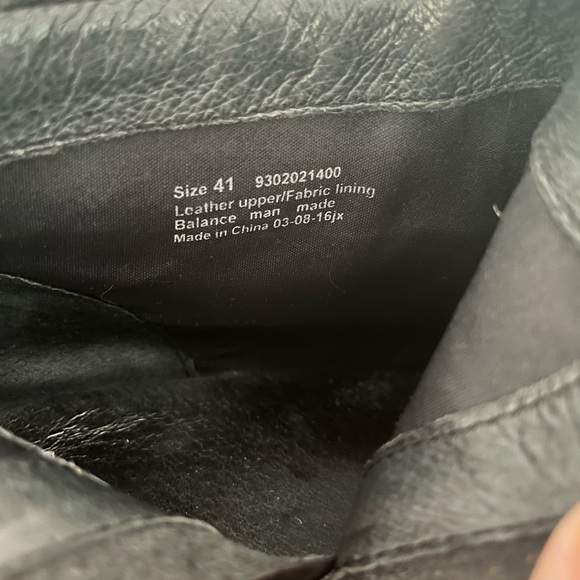 Size 41 9302021400
Leather upper/Fabric lining
Balance man made
Made in China 03-08-16jx